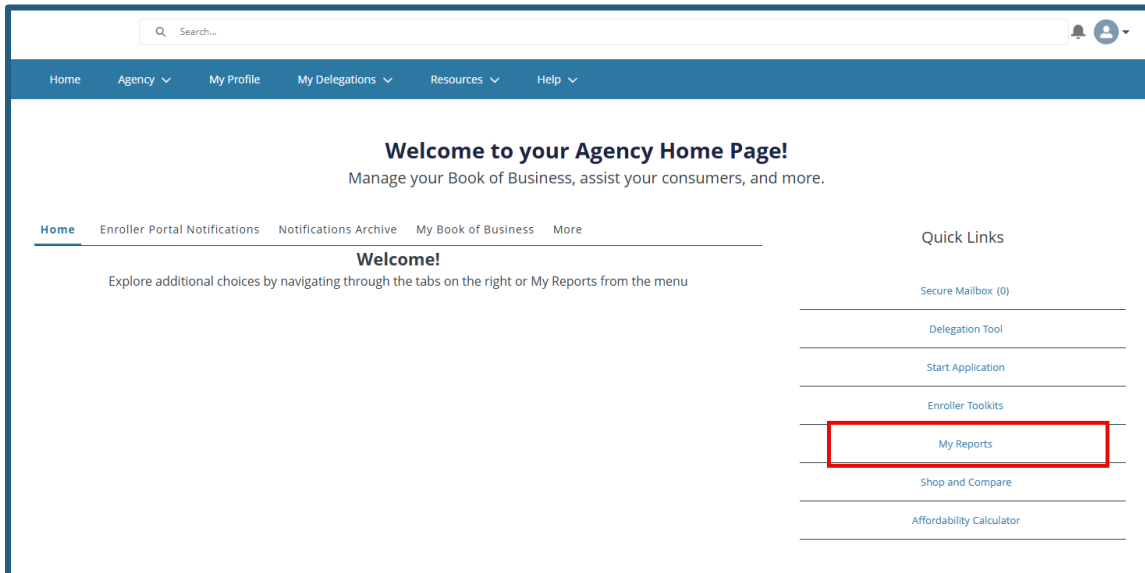 Search...
Home Agency My Profile My Delegations Resources Help
Welcome to your Agency Home Page!
Manage your Book of Business, assist your consumers, and more.
Home Enroller Portal Notifications Notifications Archive My Book of Business More
Welcome!
Explore additional choices by navigating through the tabs on the right or My Reports from the menu
Quick Links
Secure Mailbox (0)
Delegation Tool
Start Application
Enroller Toolkits
My Reports
Shop and Compare
Affordability Calculator